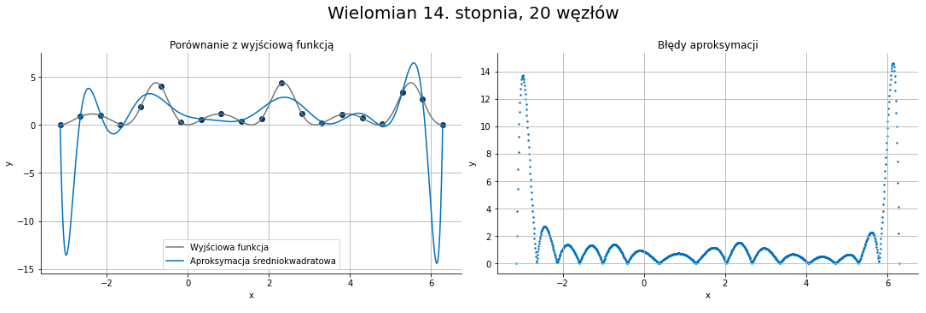 Wielomian 14. stopnia, 20 węzłów
Porównanie z wyjściową funkcją
5
0
−5
−10
−15
y
−2
0
2
4
6
x
Wyjściowa funkcja
Aproksymacja średniokwadratowa
Błędy aproksymacji
14
12
10
8
6
4
2
0
y
−2
0
2
4
6
x